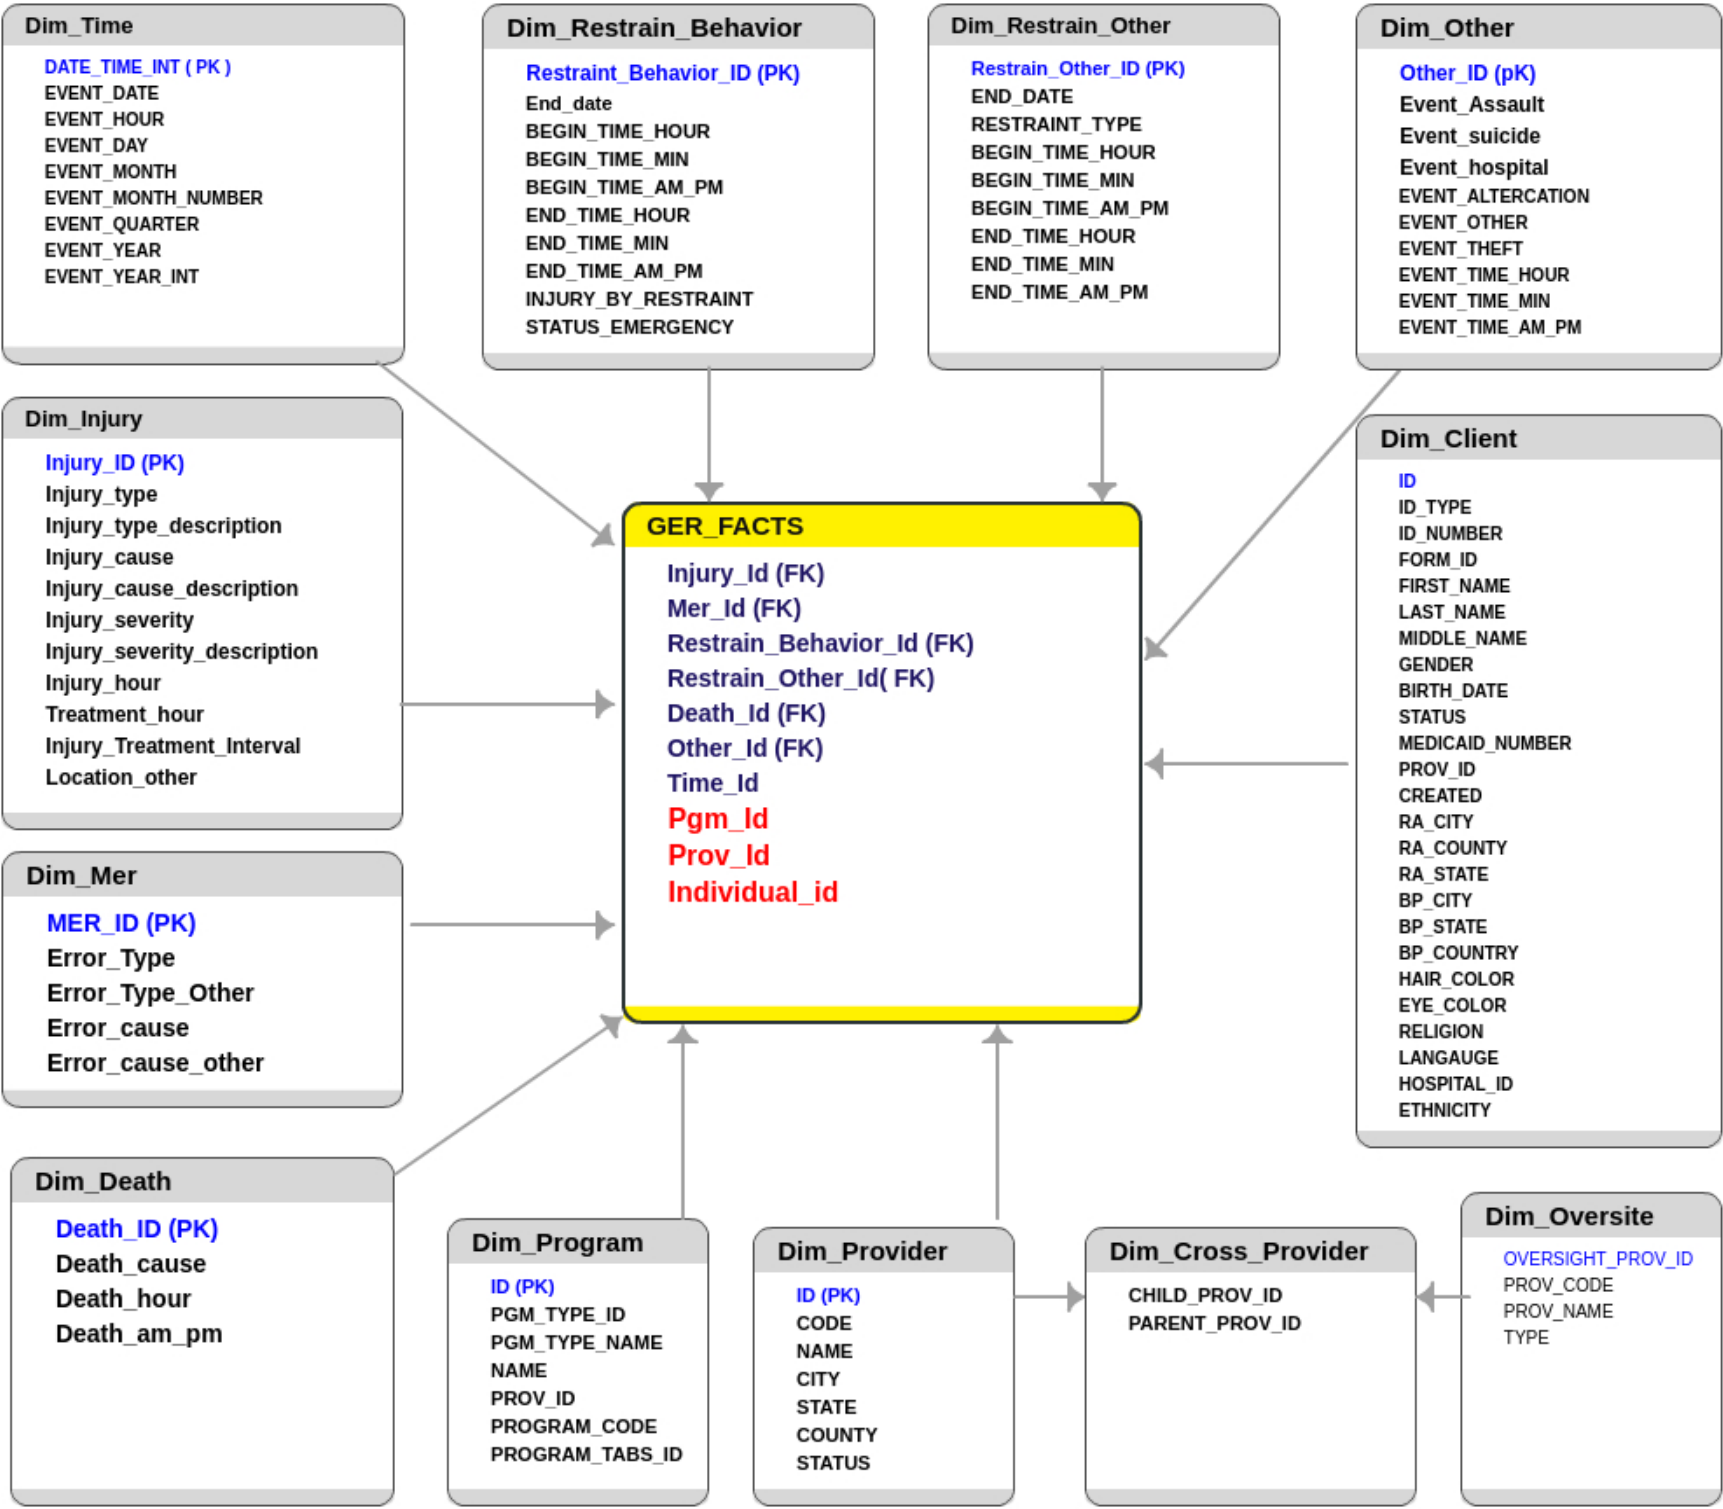 Dim_Time
DATE_TIME_INT ( PK )
EVENT_DATE
EVENT_HOUR
EVENT_DAY
EVENT_MONTH
EVENT_MONTH_NUMBER
EVENT_QUARTER
EVENT_YEAR
EVENT_YEAR_INT
Dim_Restrain_Behavior
Restraint_Behavior_ID (PK)
End_date
BEGIN_TIME_HOUR
BEGIN_TIME_MIN
BEGIN_TIME_AM_PM
END_TIME_HOUR
END_TIME_MIN
END_TIME_AM_PM
INJURY_BY_RESTRAINT
STATUS_EMERGENCY
Dim_Restrain_Other
Restrain_Other_ID (PK)
END_DATE
RESTRAINT_TYPE
BEGIN_TIME_HOUR
BEGIN_TIME_MIN
BEGIN_TIME_AM_PM
END_TIME_HOUR
END_TIME_MIN
END_TIME_AM_PM
Dim_Other
Other_ID (pK)
Event_Assault
Event_suicide
Event_hospital
EVENT_ALTERCATION
EVENT_OTHER
EVENT_THEFT
EVENT_TIME_HOUR
EVENT_TIME_MIN
EVENT_TIME_AM_PM
Dim_Injury
Injury_ID (PK)
Injury_type
Injury_type_description
Injury_cause
Injury_cause_description
Injury_severity
Injury_severity_description
Injury_hour
Treatment_hour
Injury_Treatment_Interval
Location_other
GER_FACTS
Injury_Id (FK)
Mer_Id (FK)
Restrain_Behavior_Id (FK)
Restrain_Other_Id( FK)
Death_Id (FK)
Other_Id (FK)
Time_Id
Pgm_Id
Prov_Id
Individual_id
Dim_Client
ID
ID_TYPE
ID_NUMBER
FORM_ID
FIRST_NAME
LAST_NAME
MIDDLE_NAME
GENDER
BIRTH_DATE
STATUS
MEDICAID_NUMBER
PROV_ID
CREATED
RA_CITY
RA_COUNTY
RA_STATE
BP_CITY
BP_STATE
BP_COUNTRY
HAIR_COLOR
EYE_COLOR
RELIGION
LANGAUGE
HOSPITAL_ID
ETHNICITY
Dim_Mer
MER_ID (PK)
Error_Type
Error_Type_Other
Error_cause
Error_cause_other
Dim_Death
Death_ID (PK)
Death_cause
Death_hour
Death_am_pm
Dim_Program
ID (PK)
PGM_TYPE_ID
PGM_TYPE_NAME
NAME
PROV_ID
PROGRAM_CODE
PROGRAM_TABS_ID
Dim_Provider
ID (PK)
CODE
NAME
CITY
STATE
COUNTY
STATUS
Dim_Cross_Provider
CHILD_PROV_ID
PARENT_PROV_ID
Dim_Oversite
OVERSIGHT_PROV_ID
PROV_CODE
PROV_NAME
TYPE